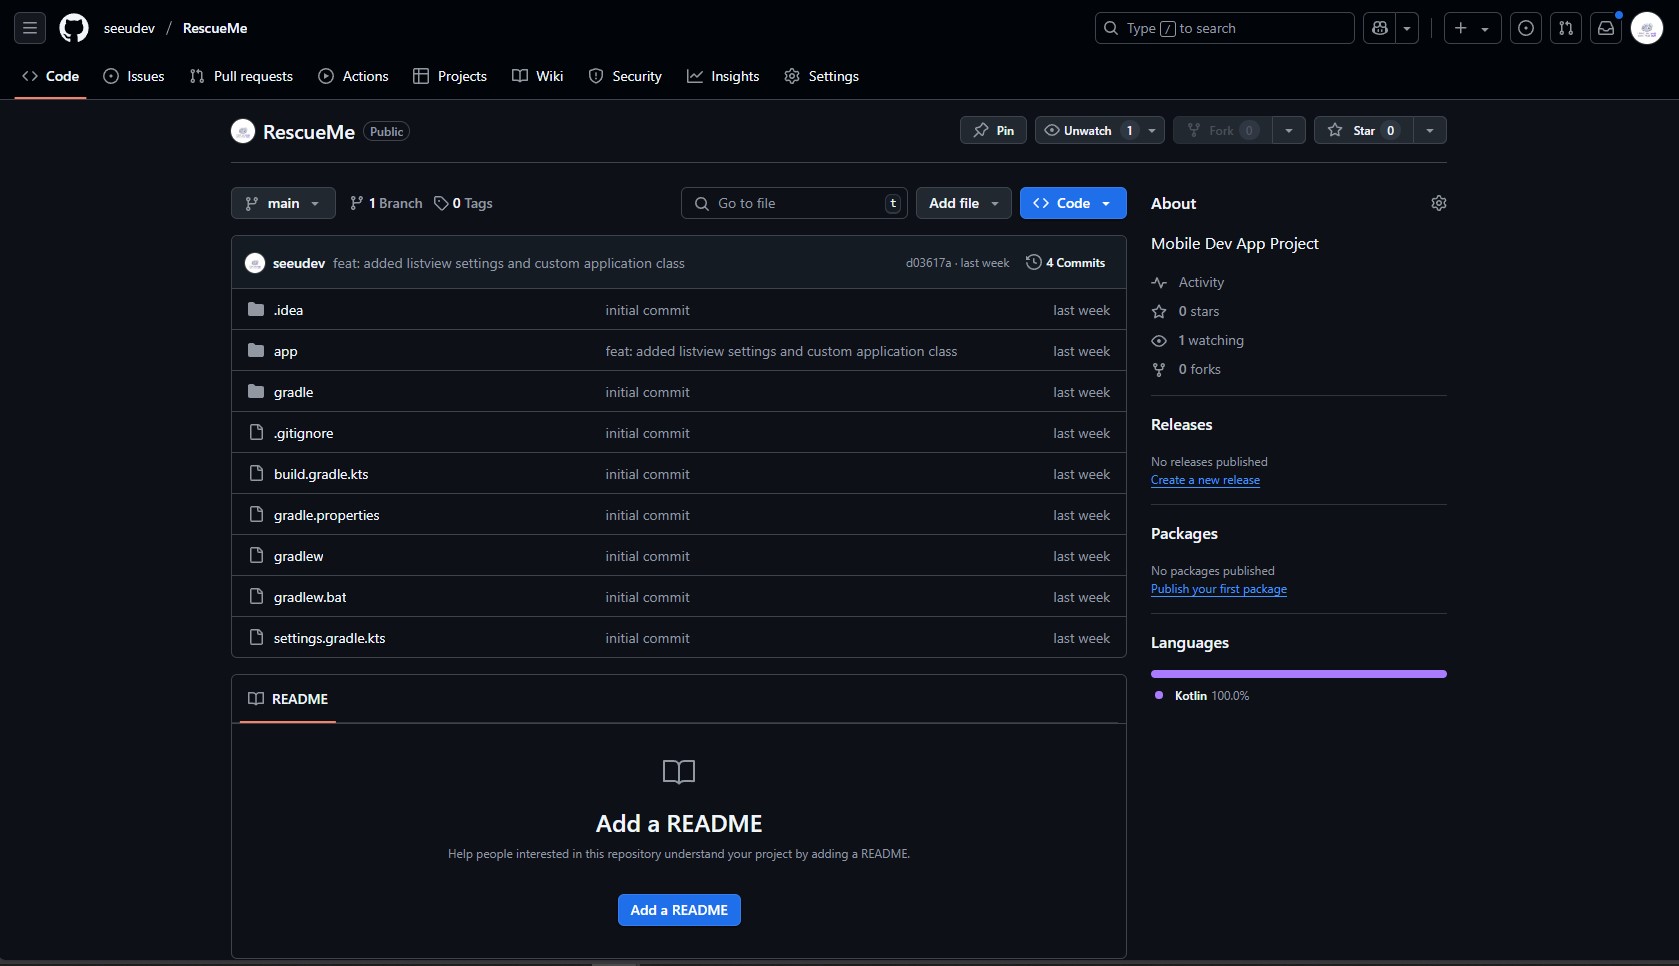 seeudev / RescueMe
Type / to search
Code Issues Pull requests Actions Projects Wiki Security Insights Settings
RescueMe Public
Pin Unwatch 1 Fork 0 Star 0
main 1 Branch 0 Tags Go to file t Add file Code
seeudev feat: added listview settings and custom application class d03617a · last week 4 Commits
.idea initial commit last week
app feat: added listview settings and custom application class last week
gradle initial commit last week
.gitignore initial commit last week
build.gradle.kts initial commit last week
gradle.properties initial commit last week
gradlew initial commit last week
gradlew.bat initial commit last week
settings.gradle.kts initial commit last week
README
Add a README
Help people interested in this repository understand your project by adding a README.
Add a README
About
Mobile Dev App Project
Activity
0 stars
1 watching
0 forks
Releases
No releases published
Create a new release
Packages
No packages published
Publish your first package
Languages
Kotlin 100.0%